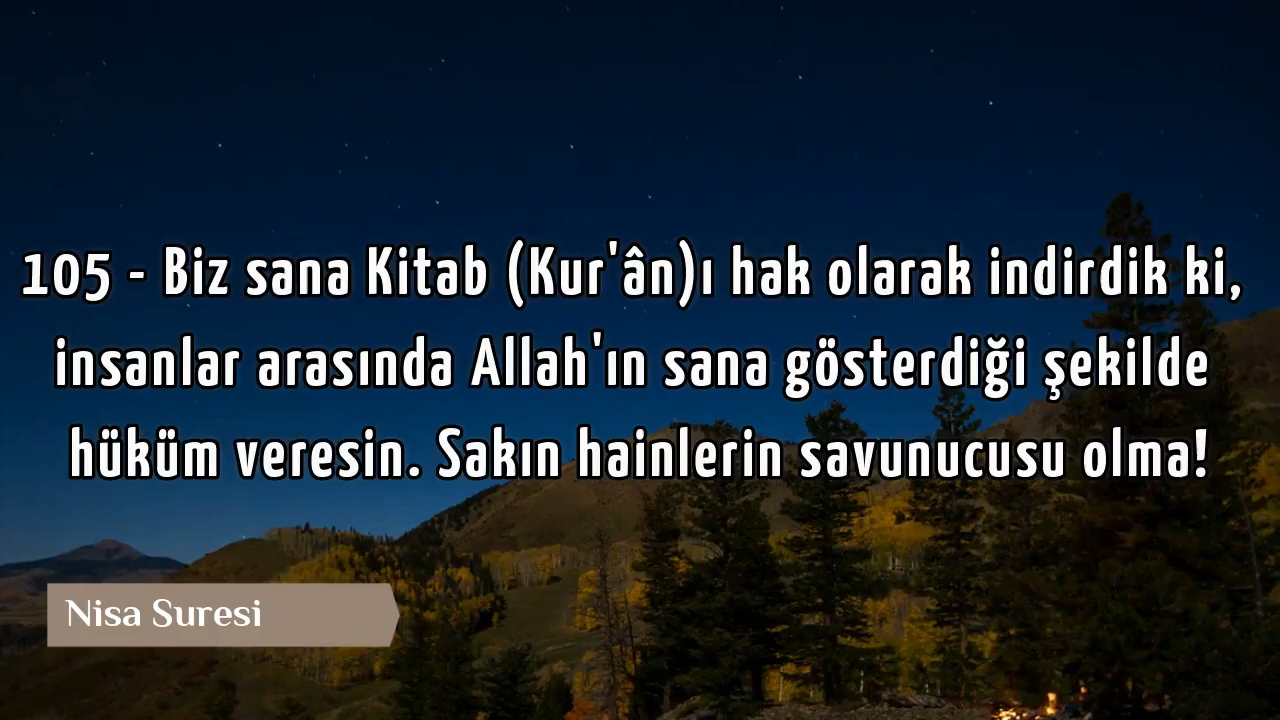 105 - Biz sana Kitab (Kur'ân)ı hak olarak indirdik ki,
insanlar arasında Allah'ın sana gösterdiği şekilde
hüküm veresin. Sakın hainlerin savunucusu olma!
Nisa Suresi